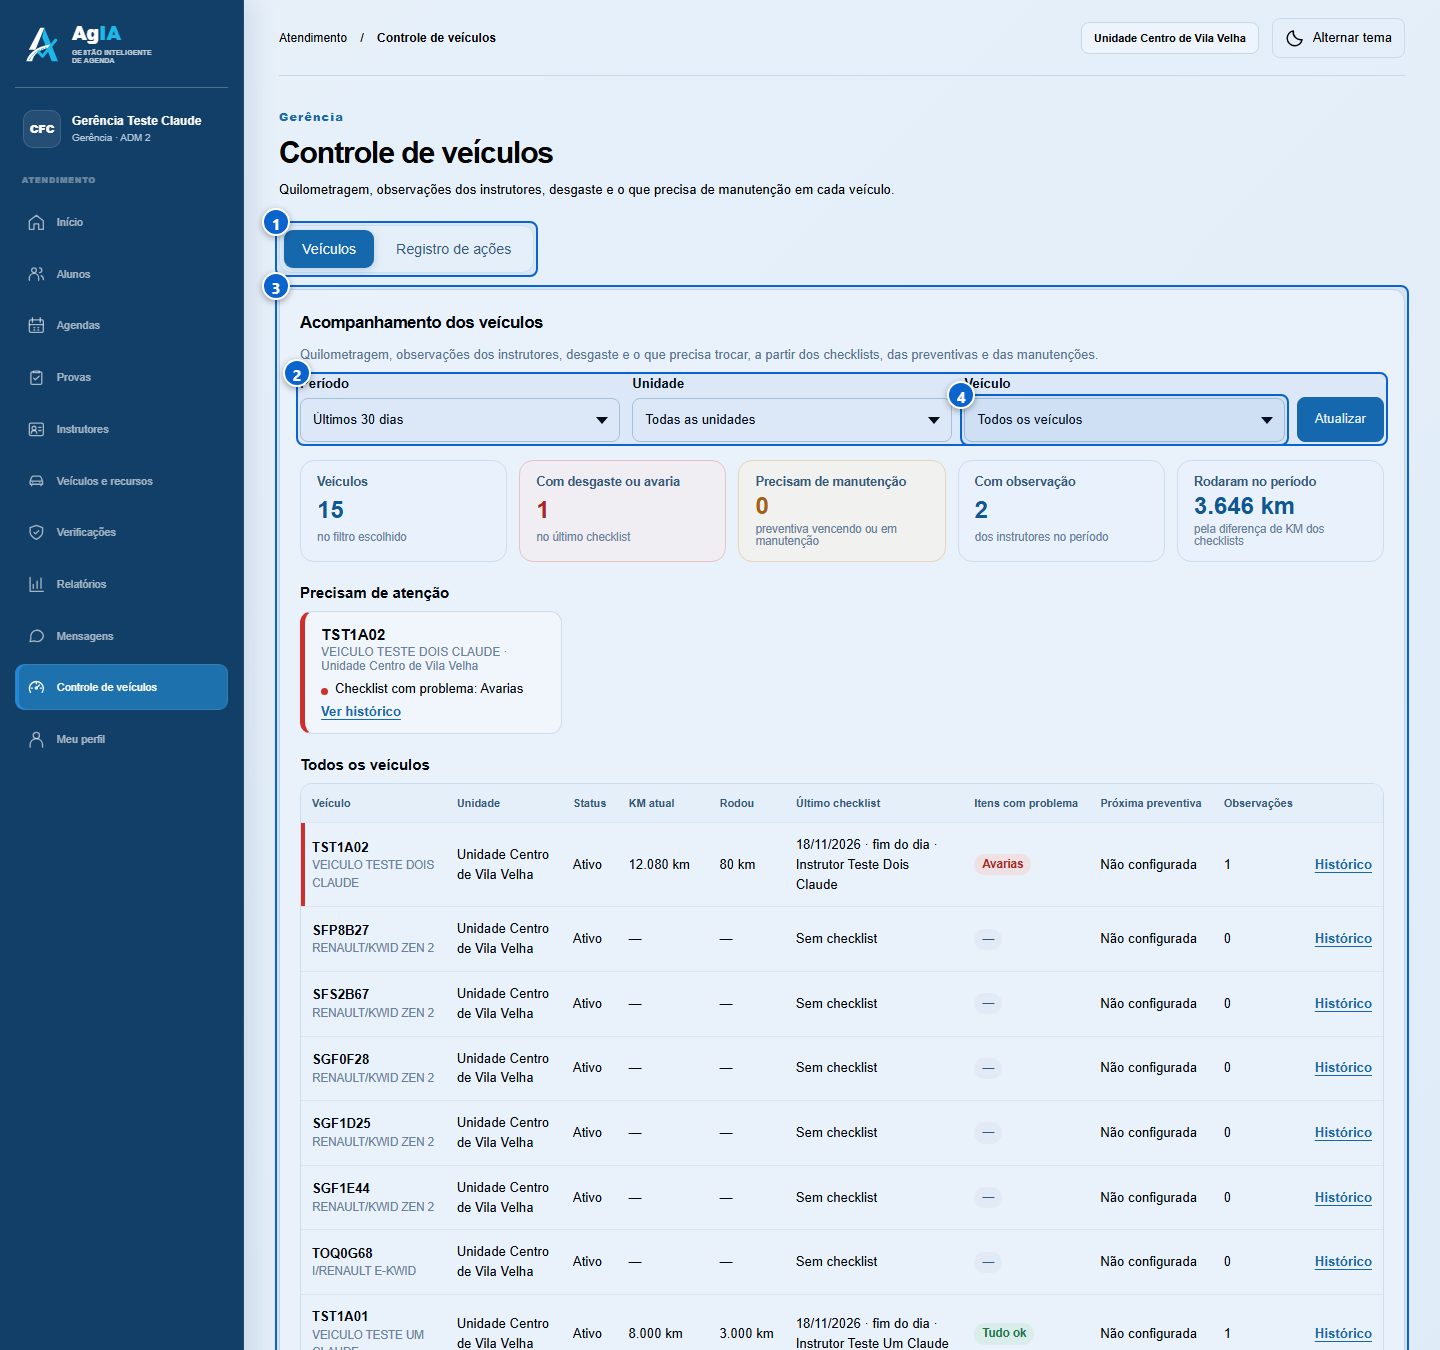 AgIA
GESTÃO INTELIGENTE
DE AGENDA
CFC
Gerência Teste Claude
Gerência · ADM 2
ATENDIMENTO
Início
Alunos
Agendas
Provas
Instrutores
Veículos e recursos
Verificações
Relatórios
Mensagens
Controle de veículos
Meu perfil
Atendimento / Controle de veículos
Unidade Centro de Vila Velha
Alternar tema
Gerência
Controle de veículos
Quilometragem, observações dos instrutores, desgaste e o que precisa de manutenção em cada veículo.
1
Veículos Registro de ações
3
Acompanhamento dos veículos
Quilometragem, observações dos instrutores, desgaste e o que precisa trocar, a partir dos checklists, das preventivas e das manutenções.
2
Período Unidade Veículo
4
Últimos 30 dias Todas as unidades Todos os veículos Atualizar
Veículos
15
no filtro escolhido
Com desgaste ou avaria
1
no último checklist
Precisam de manutenção
0
preventiva vencendo ou em
manutenção
Com observação
2
dos instrutores no período
Rodaram no período
3.646 km
pela diferença de KM dos
checklists
Precisam de atenção
TST1A02
VEICULO TESTE DOIS CLAUDE ·
Unidade Centro de Vila Velha
Checklist com problema: Avarias
Ver histórico
Todos os veículos
Veículo Unidade Status KM atual Rodou Último checklist Itens com problema Próxima preventiva Observações
TST1A02
VEICULO TESTE DOIS
CLAUDE
Unidade Centro
de Vila Velha
Ativo
12.080 km
80 km
18/11/2026 · fim do dia ·
Instrutor Teste Dois
Claude
Avarias
Não configurada
1
Histórico
SFP8B27
RENAULT/KWID ZEN 2
Unidade Centro
de Vila Velha
Ativo
—
—
Sem checklist
—
Não configurada
0
Histórico
SFS2B67
RENAULT/KWID ZEN 2
Unidade Centro
de Vila Velha
Ativo
—
—
Sem checklist
—
Não configurada
0
Histórico
SGF0F28
RENAULT/KWID ZEN 2
Unidade Centro
de Vila Velha
Ativo
—
—
Sem checklist
—
Não configurada
0
Histórico
SGF1D25
RENAULT/KWID ZEN 2
Unidade Centro
de Vila Velha
Ativo
—
—
Sem checklist
—
Não configurada
0
Histórico
SGF1E44
RENAULT/KWID ZEN 2
Unidade Centro
de Vila Velha
Ativo
—
—
Sem checklist
—
Não configurada
0
Histórico
TOQ0G68
I/RENAULT E-KWID
Unidade Centro
de Vila Velha
Ativo
—
—
Sem checklist
—
Não configurada
0
Histórico
TST1A01
VEICULO TESTE UM
CLAUDE
Unidade Centro
de Vila Velha
Ativo
8.000 km
3.000 km
18/11/2026 · fim do dia ·
Instrutor Teste Um Claude
Tudo ok
Não configurada
1
Histórico